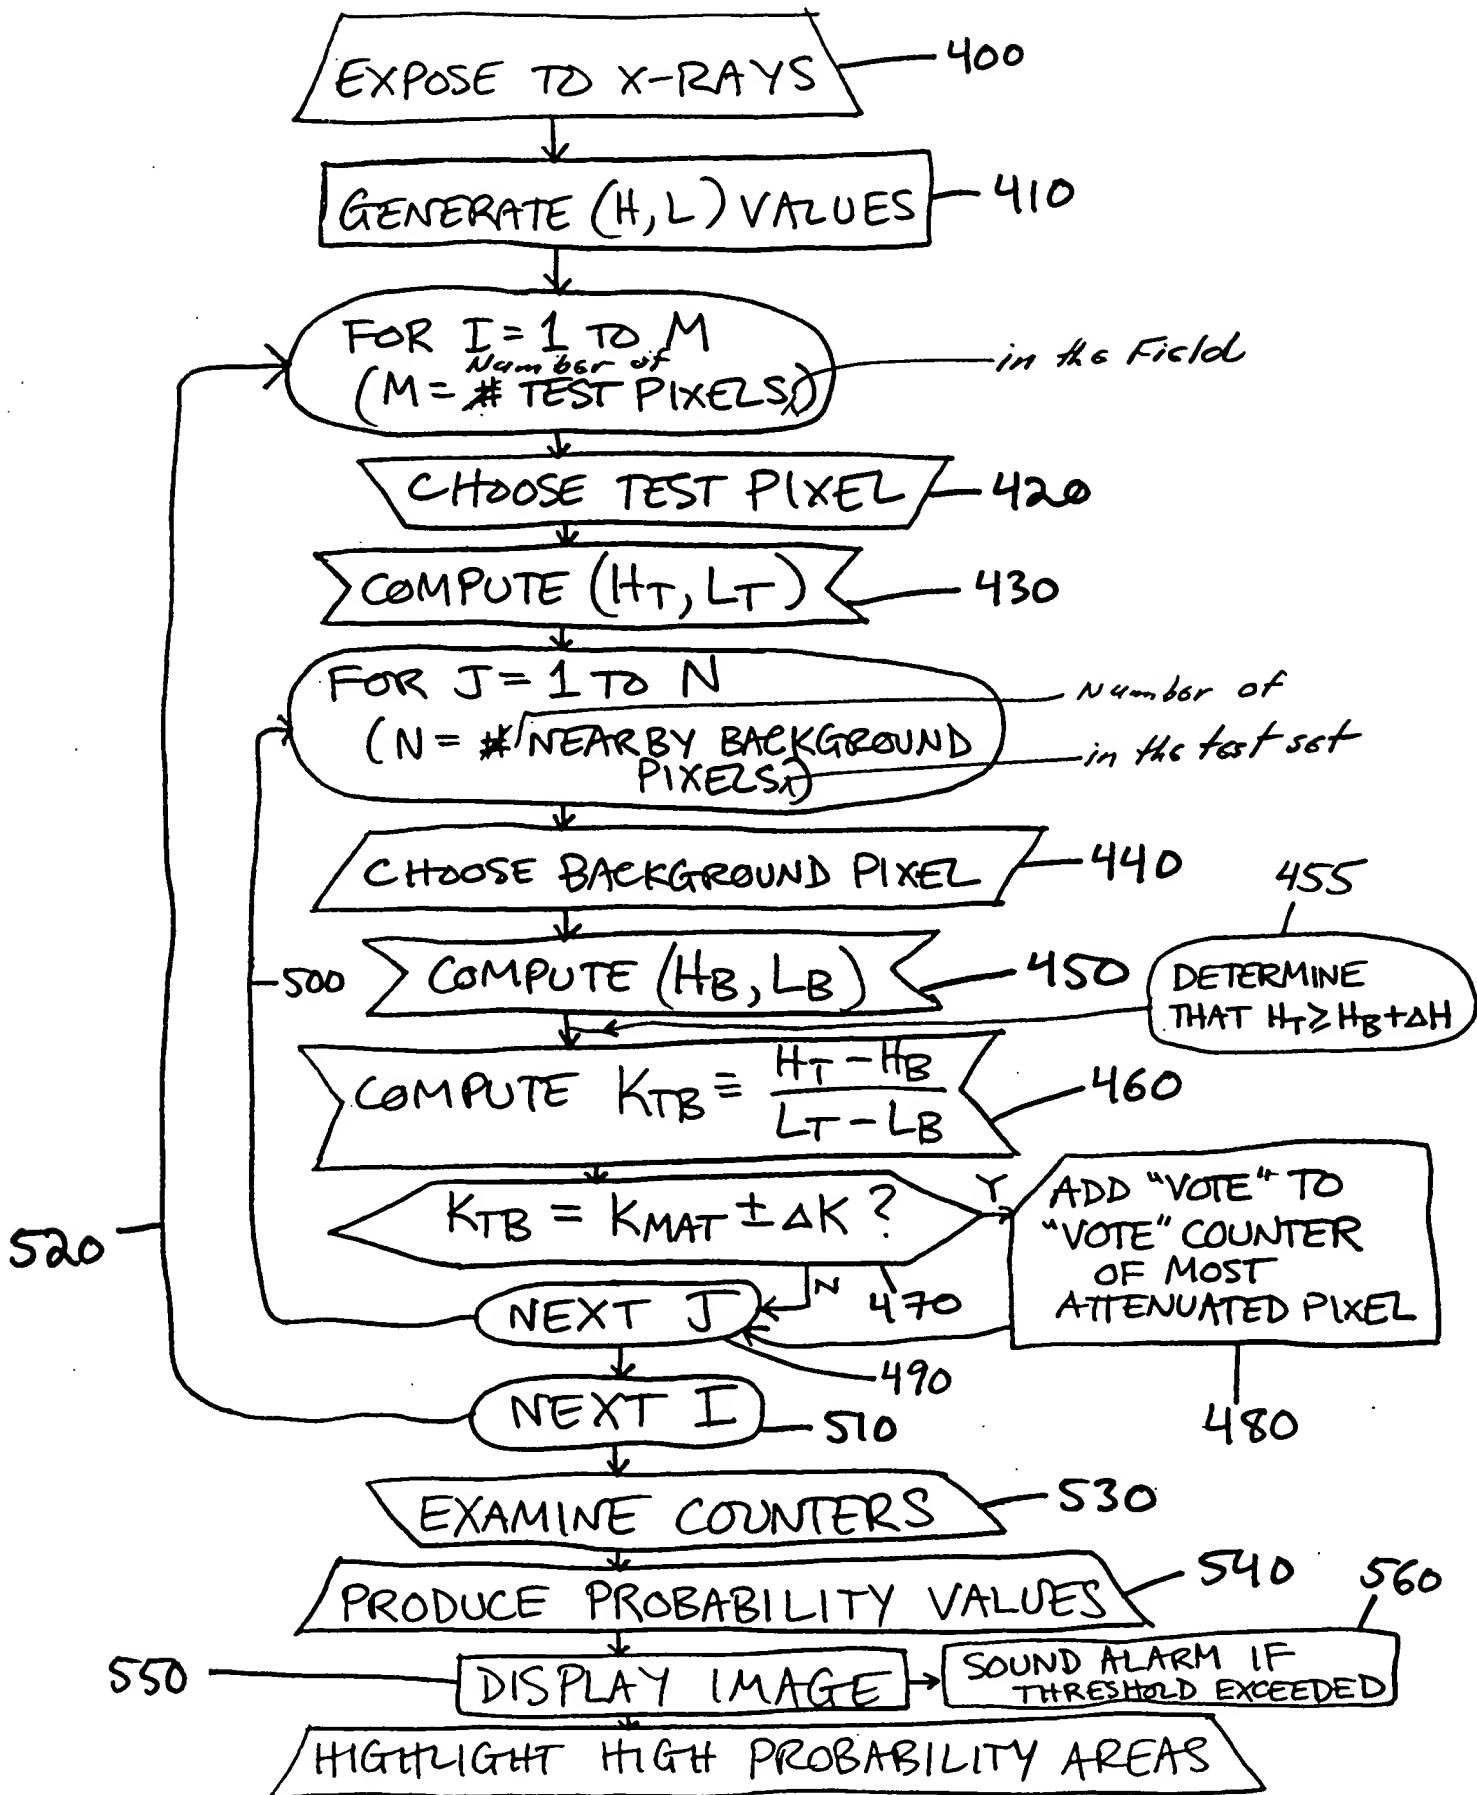 EXPOSE TO X-RAYS
400
GENERATE (H, L) VALUES
410
FOR I = 1 TO M
Number of
(M = # TEST PIXELS)
in the Field
CHOOSE TEST PIXEL
420
COMPUTE (HT, LT)
430
FOR J = 1 TO N
Number of
(N = # NEARBY BACKGROUND
PIXELS)
in the test set
CHOOSE BACKGROUND PIXEL
440
455
COMPUTE (HB, LB)
450
500
DETERMINE
THAT HT ≥ HB + ΔH
COMPUTE KTB ≡ HT - HB
LT - LB
460
KTB = KMAT ± ΔK ?
Y
ADD "VOTE" TO
"VOTE" COUNTER
OF MOST
ATTENUATED PIXEL
520
N
470
NEXT J
490
480
NEXT I
510
EXAMINE COUNTERS
530
PRODUCE PROBABILITY VALUES
540
560
550
DISPLAY IMAGE
SOUND ALARM IF
THRESHOLD EXCEEDED
HIGHLIGHT HIGH PROBABILITY AREAS